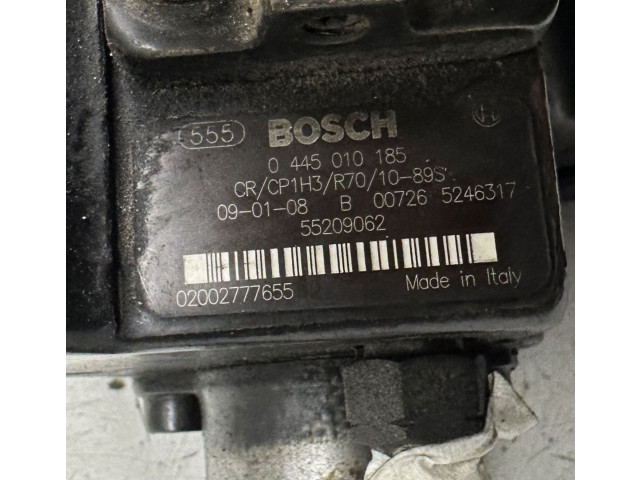 555 BOSCH
0 445 010 185
CR/CP1H3/R70/10-89S
09-01-08 B 00726 5246317
55209062
02002777655 Made in Italy